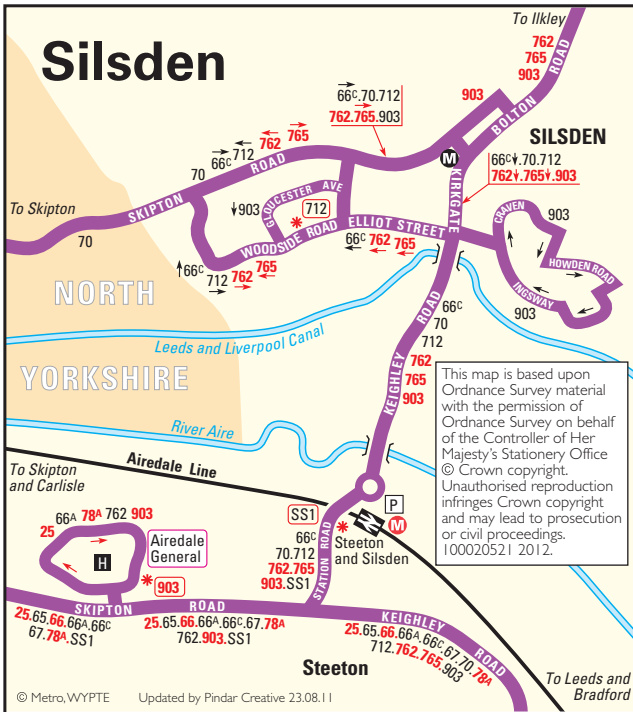 Silsden
To Ilkley
762
765
903
BOLTON ROAD
903
66C.70.712
762.765.903
SILSDEN
M
KIRKGATE
66C.70.712
762.765.903
70
66C
712
762
765
SKIPTON ROAD
To Skipton
70
903
GLOUCESTER AVE
712
WOODSIDE ROAD
ELLIOT STREET
66C
762
765
66C
712
762
765
CRAVEN
903
HOWDEN ROAD
INGSWAY
903
NORTH
YORKSHIRE
Leeds and Liverpool Canal
River Aire
KEIGHLEY ROAD
66C
70
712
762
765
903
This map is based upon
Ordnance Survey material
with the permission of
Ordnance Survey on behalf
of the Controller of Her
Majesty's Stationery Office
© Crown copyright.
Unauthorised reproduction
infringes Crown copyright
and may lead to prosecution
or civil proceedings.
100020521 2012.
To Skipton
and Carlisle
Airedale Line
P
M
Steeton
and Silsden
SS1
66C
70.712
762.765
903.SS1
STATION ROAD
25
66A 78A 762 903
H
Airedale
General
903
SKIPTON ROAD
25.65.66.66A.66C
67.78A.SS1
25.65.66.66A.66C.67.78A
762.903.SS1
KEIGHLEY ROAD
25.65.66.66A.66C.67.70.78A
712.762.765.903
Steeton
To Leeds and
Bradford
© Metro, WYPTE
Updated by Pindar Creative 23.08.11